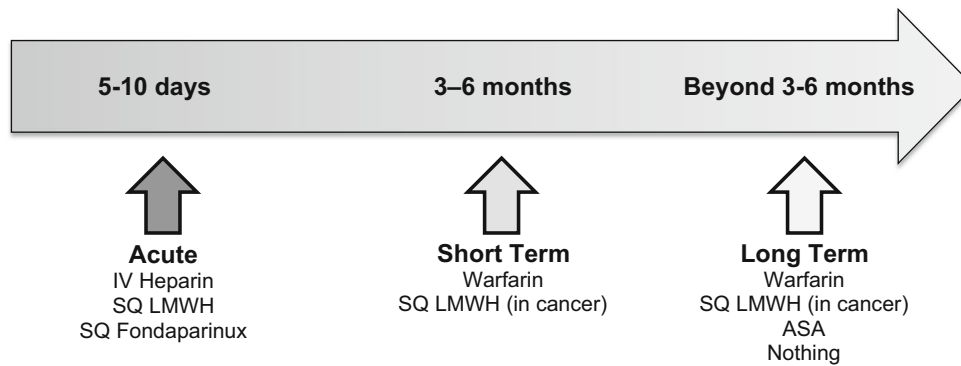 5-10 days
3–6 months
Beyond 3-6 months
Acute
IV Heparin
SQ LMWH
SQ Fondaparinux
Short Term
Warfarin
SQ LMWH (in cancer)
Long Term
Warfarin
SQ LMWH (in cancer)
ASA
Nothing